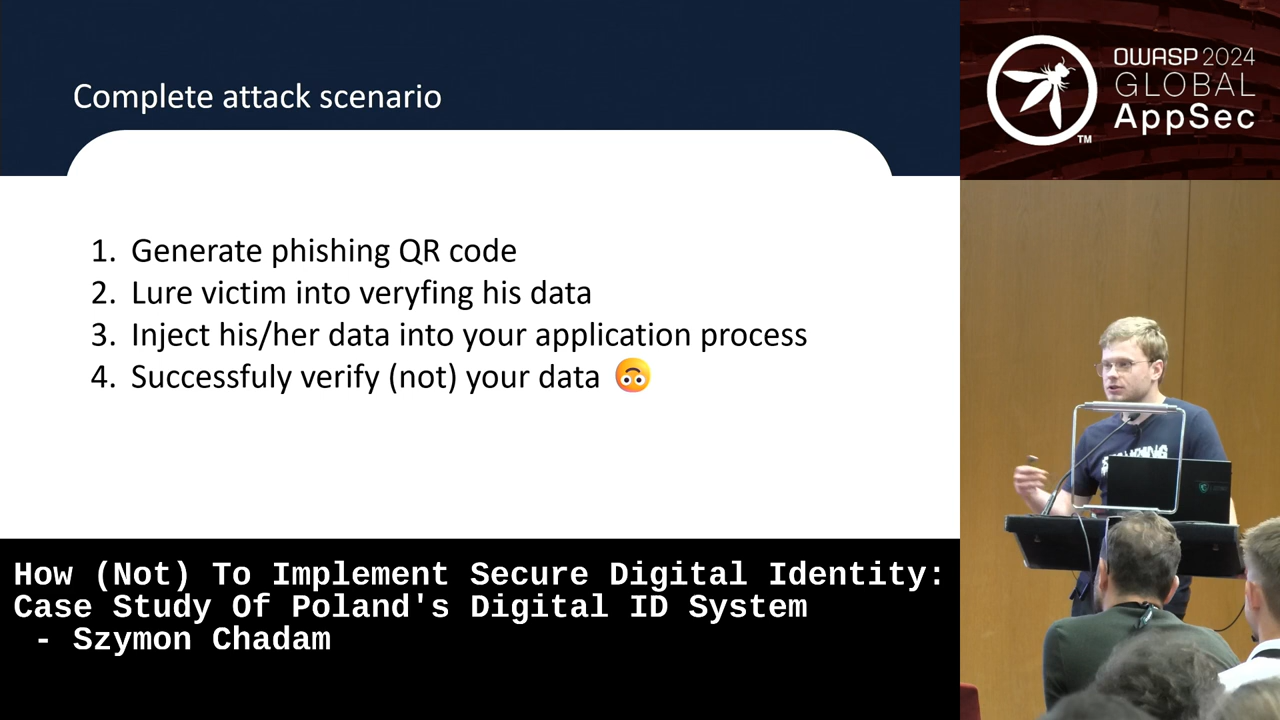 Complete attack scenario
1. Generate phishing QR code
2. Lure victim into veryfing his data
3. Inject his/her data into your application process
4. Successfuly verify (not) your data 🙃
OWASP 2024
GLOBAL
AppSec
TM
How (Not) To Implement Secure Digital Identity:
Case Study Of Poland's Digital ID System
- Szymon Chadam